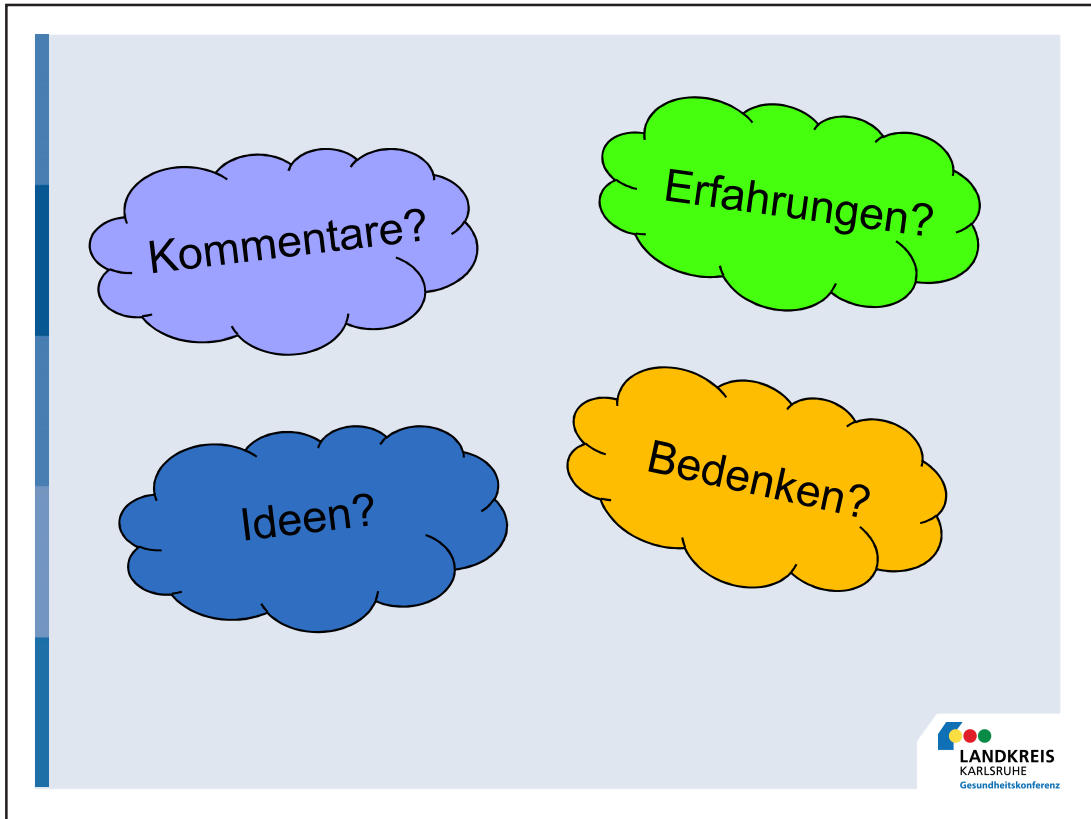 Kommentare?
Erfahrungen?
Ideen?
Bedenken?
LANDKREIS
KARLSRUHE
Gesundheitskonferenz